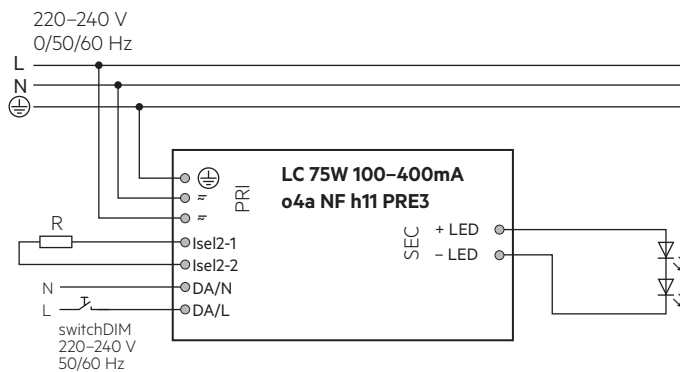 220–240 V
0/50/60 Hz
L
N
LC 75W 100–400mA
o4a NF h11 PRE3
PRI
R
Isel2-1
Isel2-2
N
DA/N
L
DA/L
switchDIM
220–240 V
50/60 Hz
SEC
+ LED
– LED